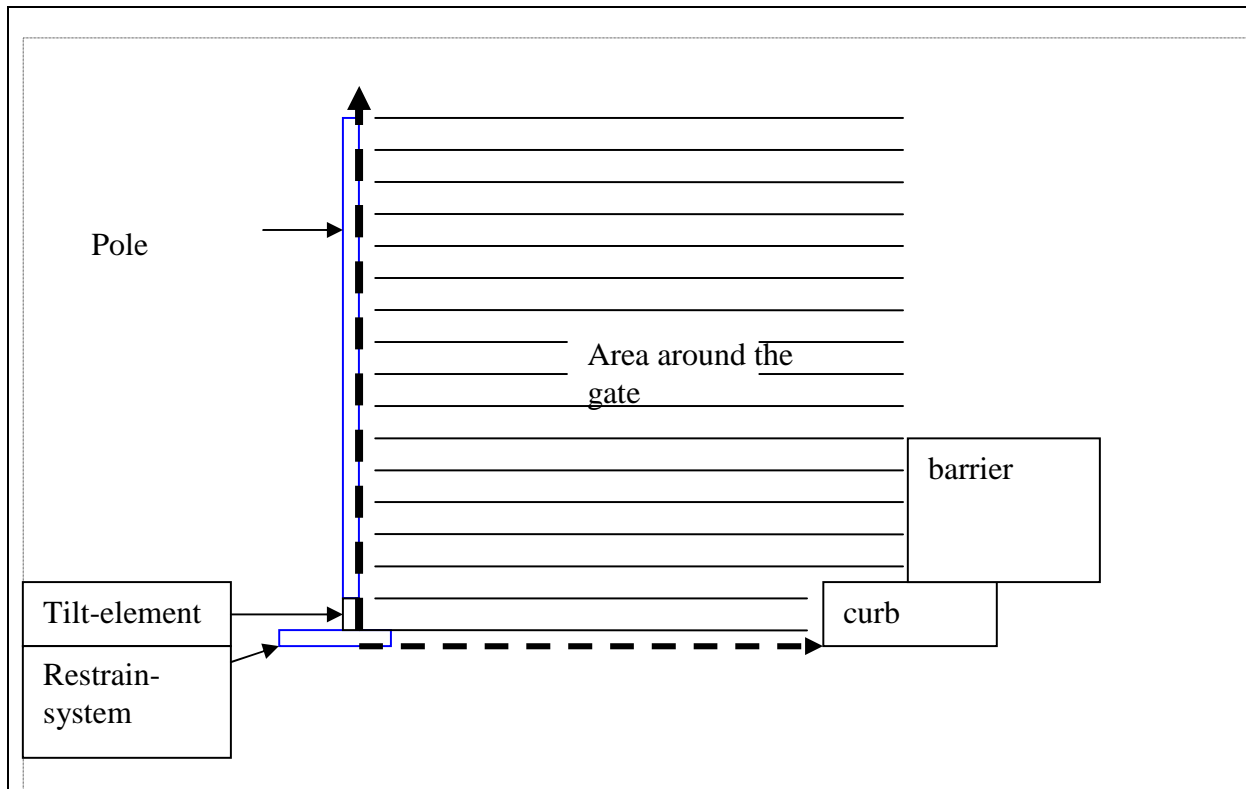 Pole
Area around the
gate
barrier
Tilt-element
curb
Restrain-
system